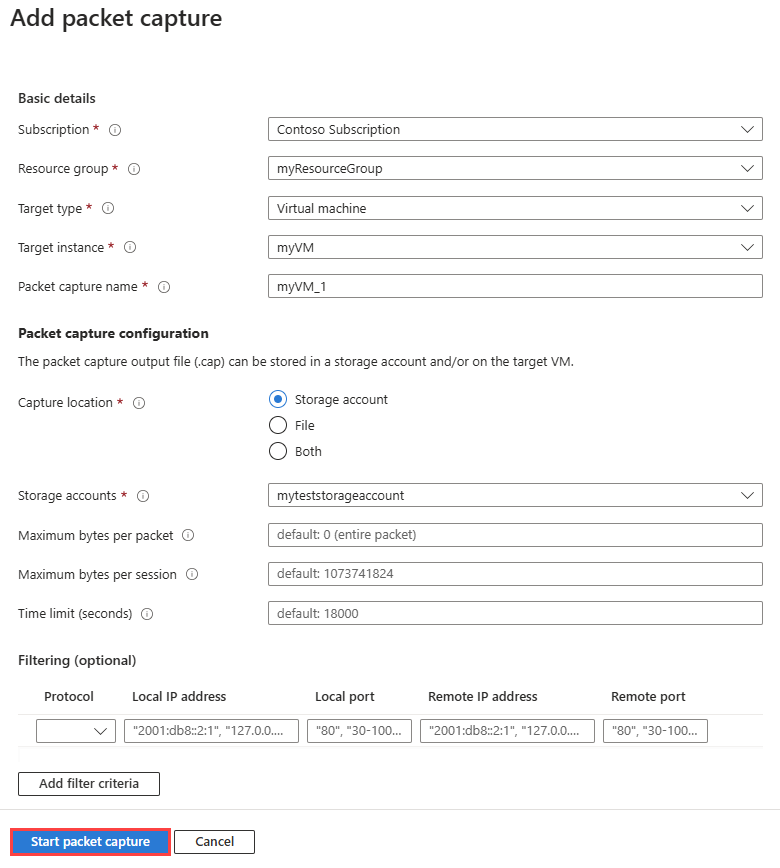 Add packet capture
Basic details
Subscription *
Contoso Subscription
Resource group *
myResourceGroup
Target type *
Virtual machine
Target instance *
myVM
Packet capture name *
myVM_1
Packet capture configuration
The packet capture output file (.cap) can be stored in a storage account and/or on the target VM.
Capture location *
Storage account
File
Both
Storage accounts *
myteststorageaccount
Maximum bytes per packet
default: 0 (entire packet)
Maximum bytes per session
default: 1073741824
Time limit (seconds)
default: 18000
Filtering (optional)
Protocol Local IP address Local port Remote IP address Remote port
"2001:db8::2:1", "127.0.0.... "80", "30-100... "2001:db8::2:1", "127.0.0.... "80", "30-100...
Add filter criteria
Start packet capture Cancel